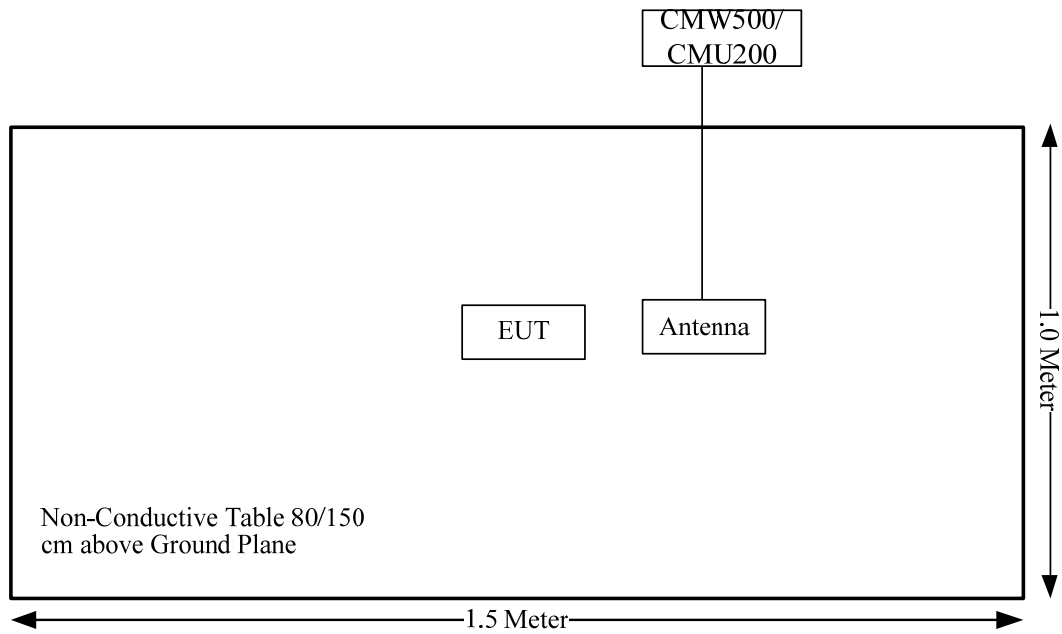 CMW500/
CMU200
EUT
Antenna
1.0 Meter
Non-Conductive Table 80/150
cm above Ground Plane
1.5 Meter